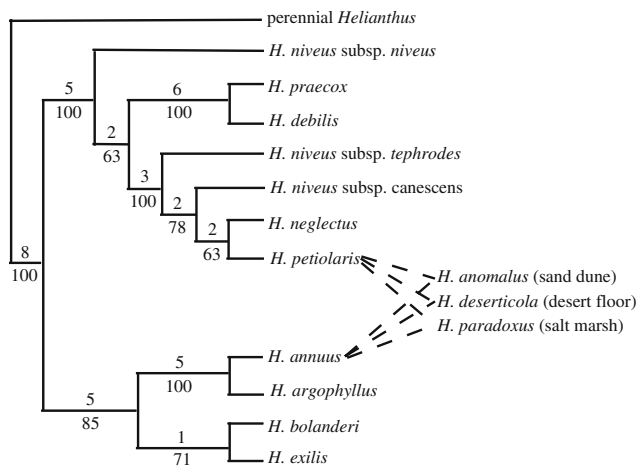 perennial Helianthus
H. niveus subsp. niveus
5
100
6
100
H. praecox
H. debilis
2
63
H. niveus subsp. tephrodes
3
100
H. niveus subsp. canescens
2
78
H. neglectus
2
63
H. petiolaris
8
100
H. anomalus (sand dune)
H. deserticola (desert floor)
H. paradoxus (salt marsh)
H. annuus
5
100
H. argophyllus
5
85
H. bolanderi
1
71
H. exilis